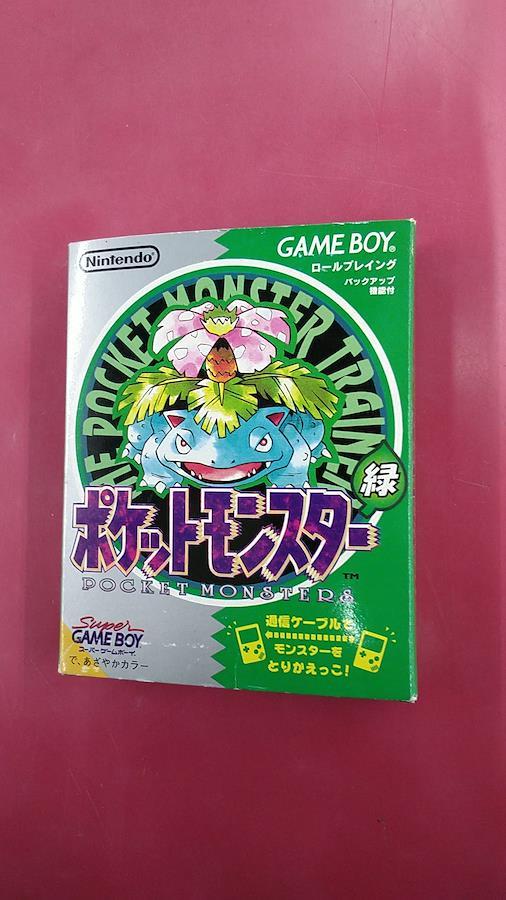 Nintendo
GAME BOY®
ロールプレイング
バックアップ
機能付
THE POCKET MONSTER TRAINER
緑
ポケットモンスター
TM
POCKET MONSTERS
Super
GAME BOY
スーパーゲームボーイ
で、あざやかカラー
通信ケーブルで
モンスターを
とりかえっこ!